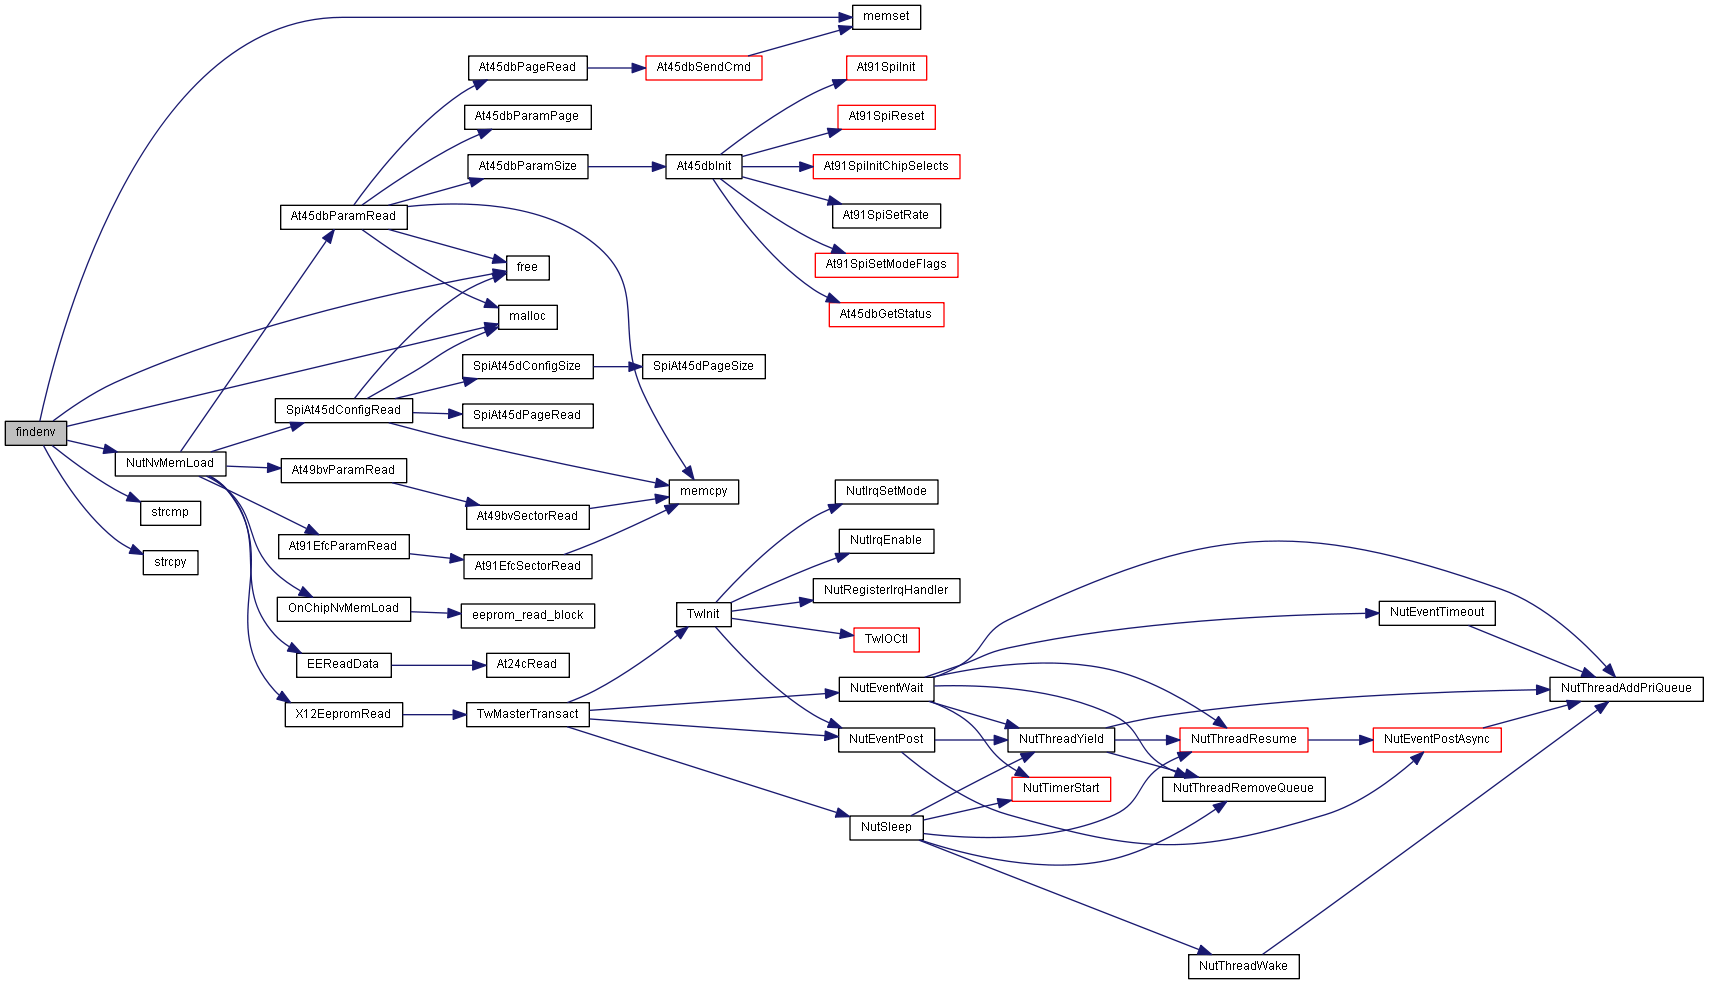 memset
At45dbPageRead
At45dbSendCmd
At91SpiInit
At45dbParamPage
At91SpiReset
At45dbParamSize
At45dbInit
At91SpiInitChipSelects
At45dbParamRead
At91SpiSetRate
free
At91SpiSetModeFlags
malloc
At45dbGetStatus
SpiAt45dConfigSize
SpiAt45dPageSize
SpiAt45dConfigRead
SpiAt45dPageRead
findenv
NutNvMemLoad
At49bvParamRead
memcpy
NutIrqSetMode
strcmp
At49bvSectorRead
At91EfcParamRead
NutIrqEnable
strcpy
At91EfcSectorRead
NutRegisterIrqHandler
OnChipNvMemLoad
eeprom_read_block
TwInit
NutEventTimeout
TwIOCtl
EEReadData
At24cRead
NutEventWait
NutThreadAddPriQueue
X12EepromRead
TwMasterTransact
NutEventPost
NutThreadYield
NutThreadResume
NutEventPostAsync
NutTimerStart
NutThreadRemoveQueue
NutSleep
NutThreadWake